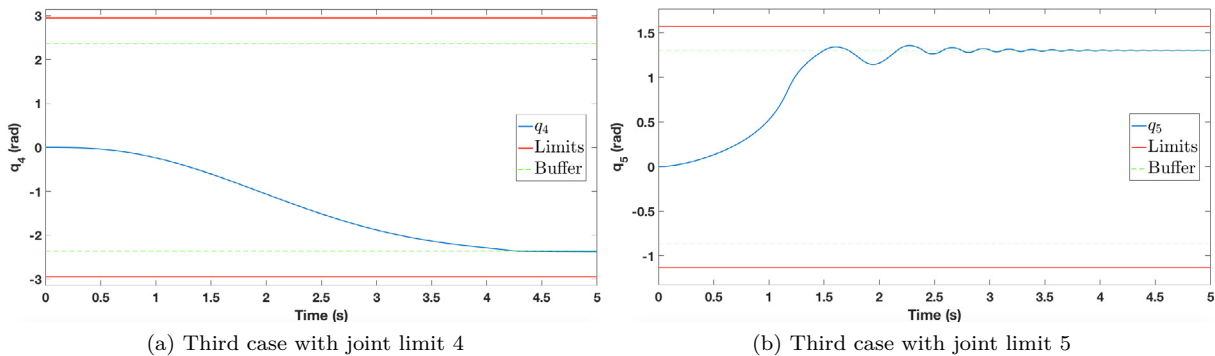 3
2
1
0
-1
-2
-3
q4 (rad)
0 0.5 1 1.5 2 2.5 3 3.5 4 4.5 5
Time (s)
q4
Limits
Buffer
(a) Third case with joint limit 4
1.5
1
0.5
0
-0.5
-1
q5 (rad)
0 0.5 1 1.5 2 2.5 3 3.5 4 4.5 5
Time (s)
q5
Limits
Buffer
(b) Third case with joint limit 5